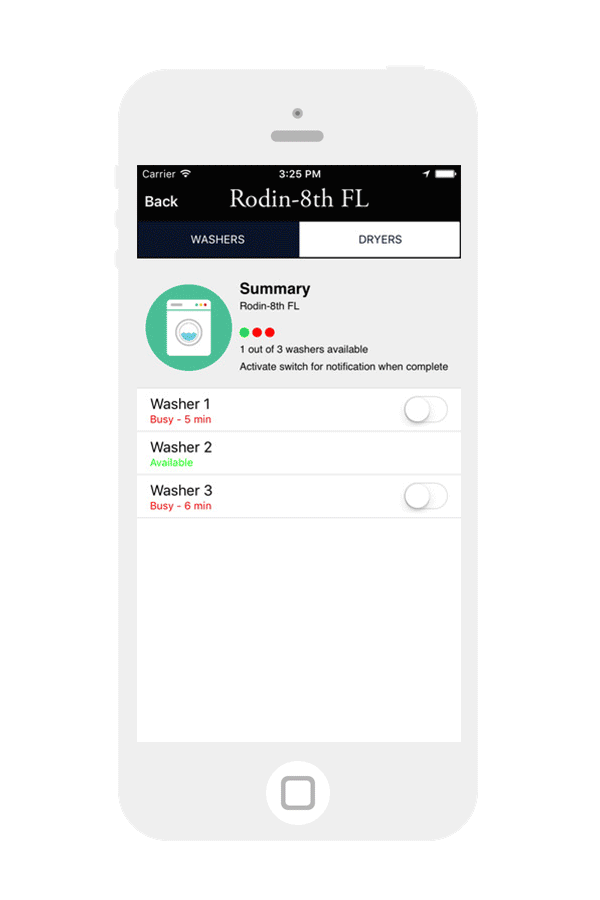 Carrier 3:25 PM
Back Rodin-8th FL
WASHERS DRYERS
Summary
Rodin-8th FL
1 out of 3 washers available
Activate switch for notification when complete
Washer 1
Busy - 5 min
Washer 2
Available
Washer 3
Busy - 6 min